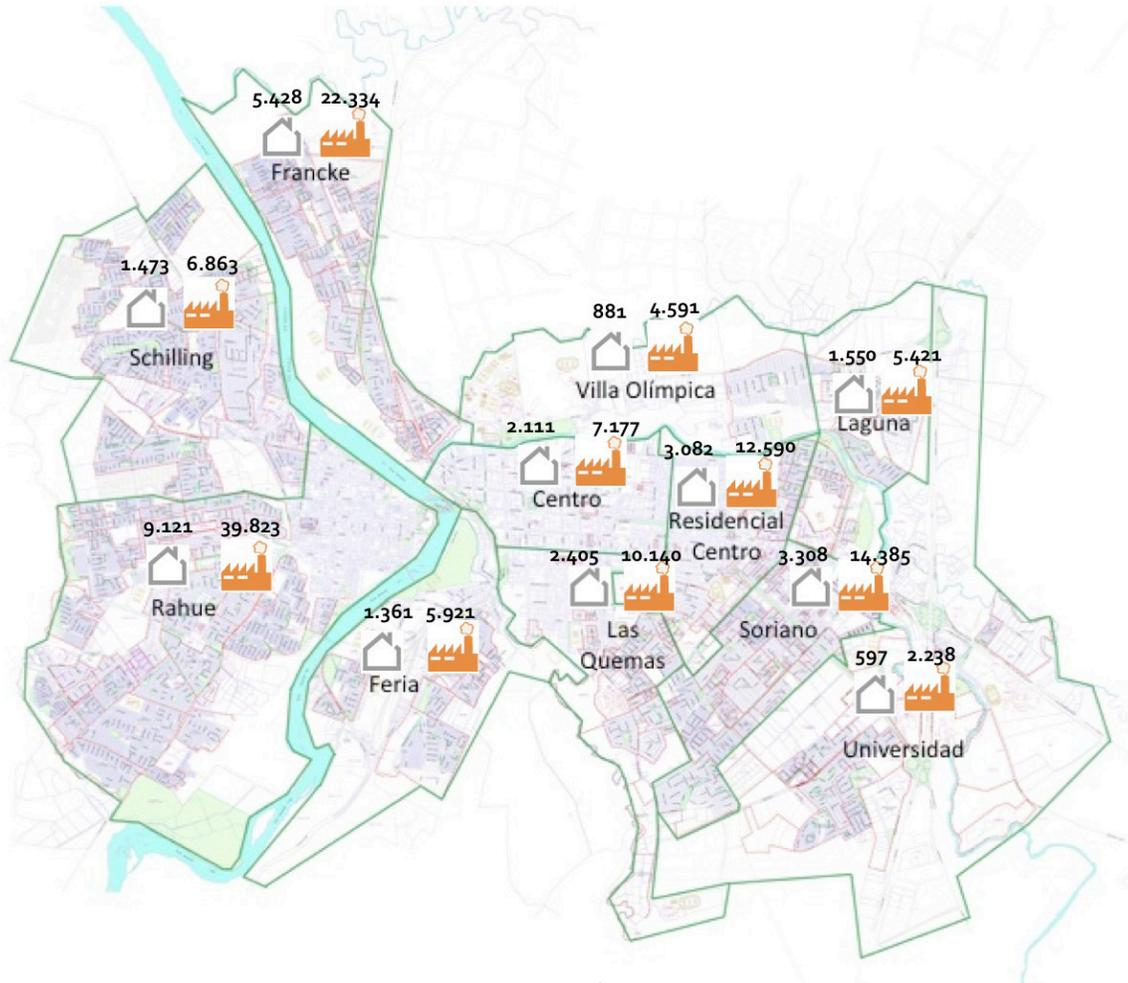 5.428 22.334
Francke
1.473 6.863
Schilling
881 4.591
Villa Olímpica
1.550 5.421
Laguna
2.111 7.177
Centro
3.082 12.590
Residencial
Centro
9.121 39.823
Rahue
2.405 10.140
Las
Quemas
3.308 14.385
Soriano
1.361 5.921
Feria
597 2.238
Universidad